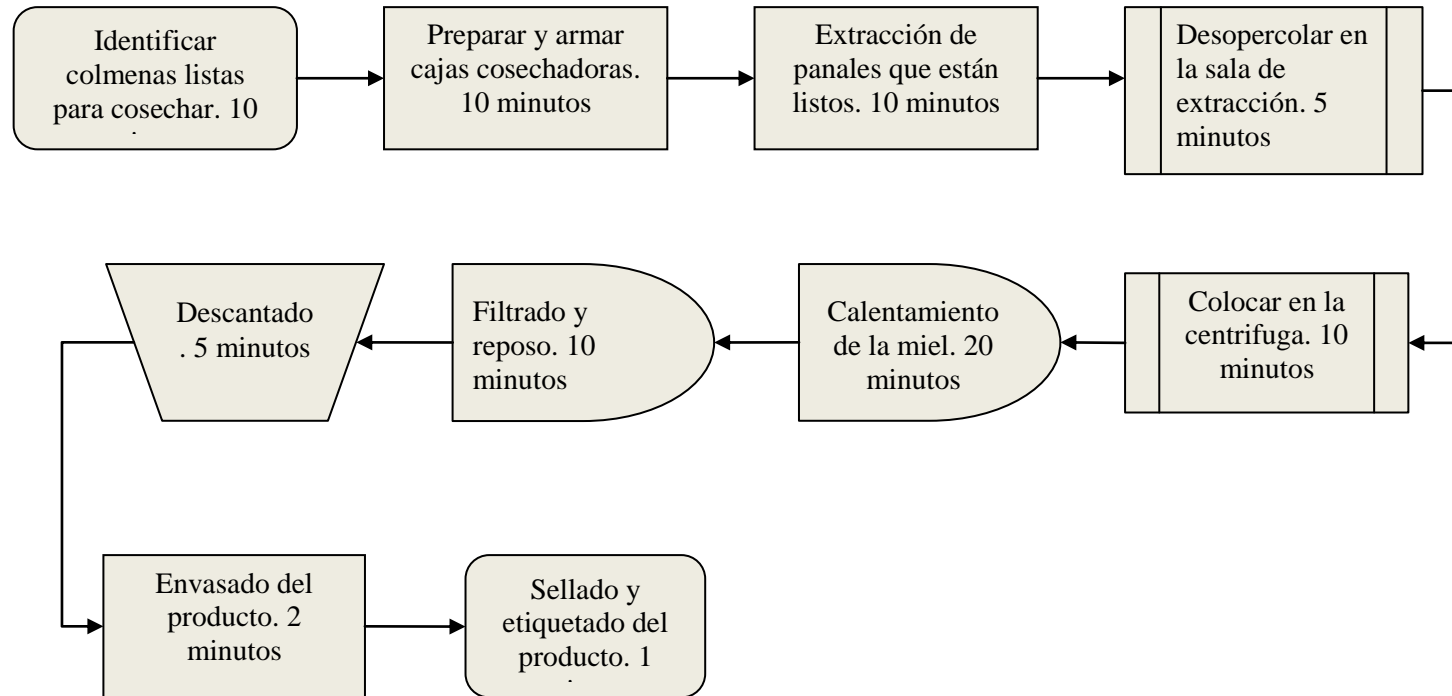 Identificar
colmenas listas
para cosechar. 10
Preparar y armar
cajas cosechadoras.
10 minutos
Extracción de
panales que están
listos. 10 minutos
Desopercolar en
la sala de
extracción. 5
minutos
Colocar en la
centrifuga. 10
minutos
Calentamiento
de la miel. 20
minutos
Filtrado y
reposo. 10
minutos
Descantado
. 5 minutos
Envasado del
producto. 2
minutos
Sellado y
etiquetado del
producto. 1